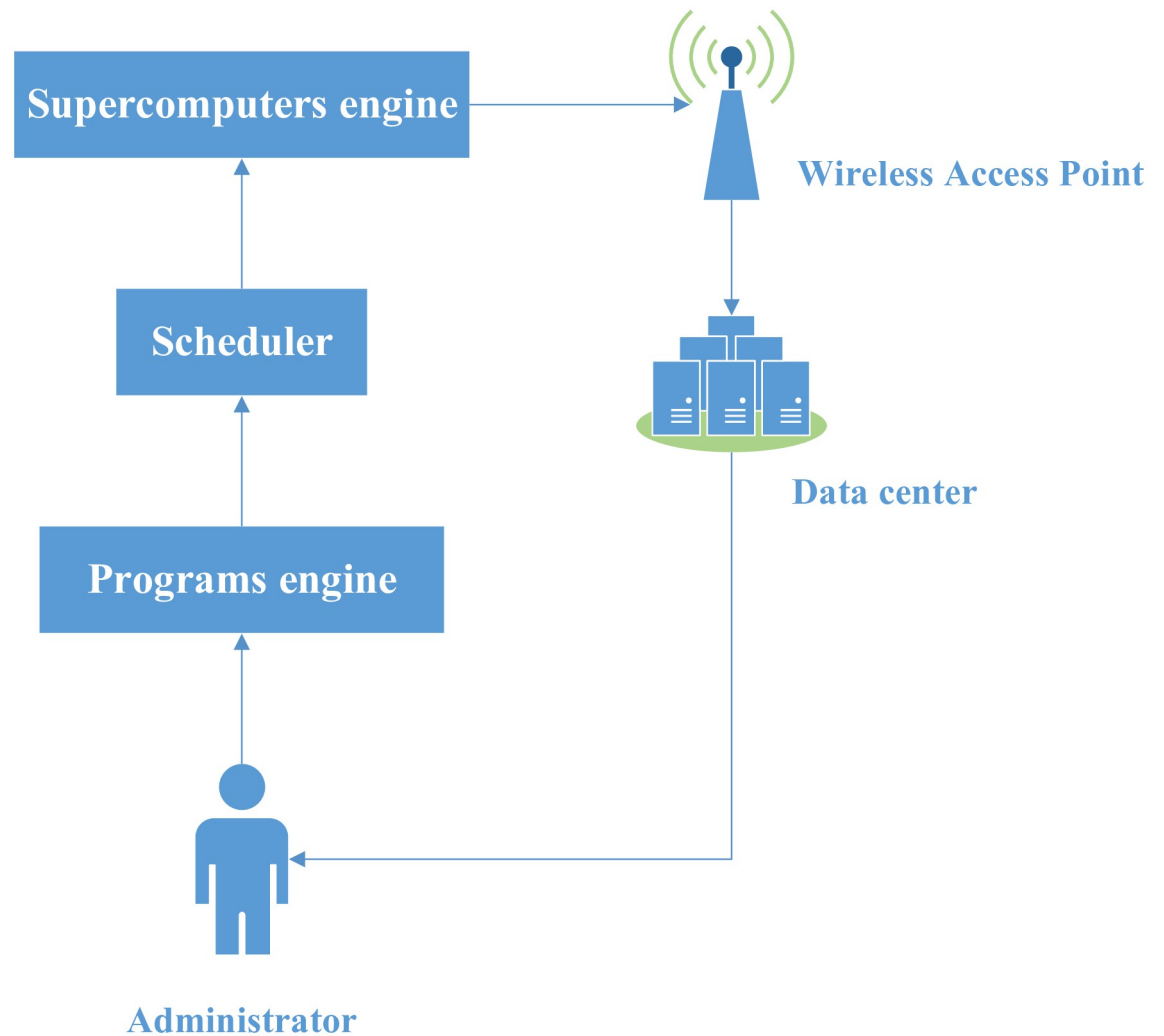 Supercomputers engine
Wireless Access Point
Scheduler
Data center
Programs engine
Administrator